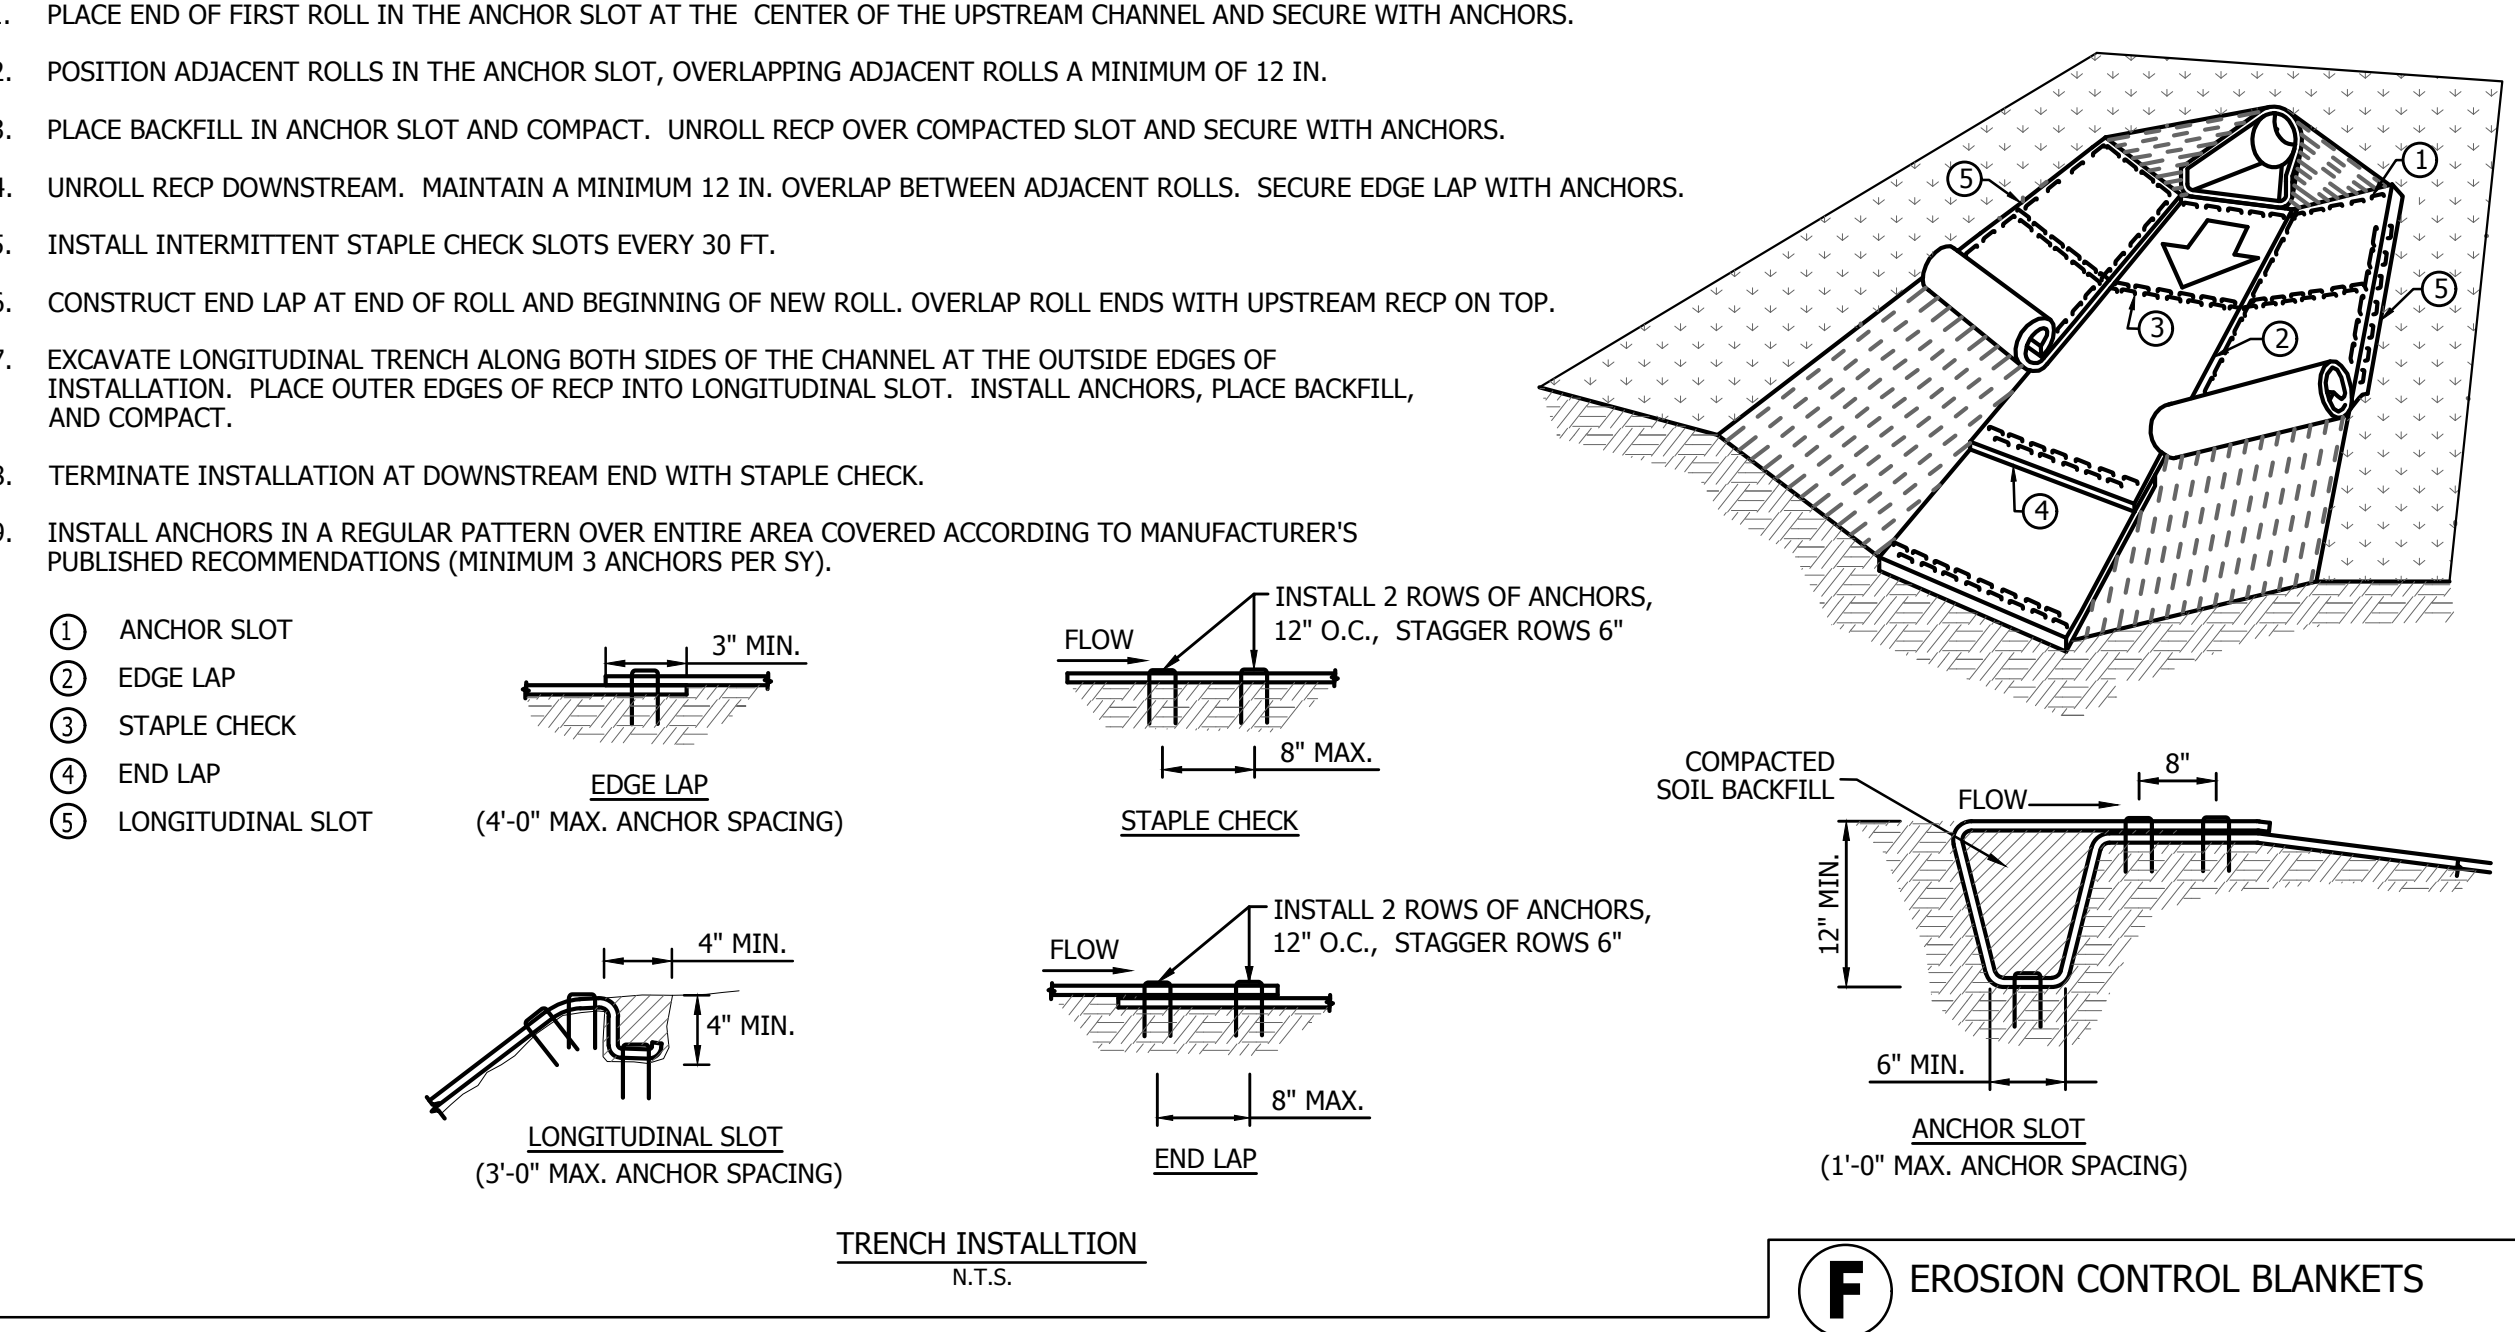 . PLACE END OF FIRST ROLL IN THE ANCHOR SLOT AT THE CENTER OF THE UPSTREAM CHANNEL AND SECURE WITH ANCHORS.
2. POSITION ADJACENT ROLLS IN THE ANCHOR SLOT, OVERLAPPING ADJACENT ROLLS A MINIMUM OF 12 IN.
3. PLACE BACKFILL IN ANCHOR SLOT AND COMPACT. UNROLL RECP OVER COMPACTED SLOT AND SECURE WITH ANCHORS.
4. UNROLL RECP DOWNSTREAM. MAINTAIN A MINIMUM 12 IN. OVERLAP BETWEEN ADJACENT ROLLS. SECURE EDGE LAP WITH ANCHORS.
5. INSTALL INTERMITTENT STAPLE CHECK SLOTS EVERY 30 FT.
6. CONSTRUCT END LAP AT END OF ROLL AND BEGINNING OF NEW ROLL. OVERLAP ROLL ENDS WITH UPSTREAM RECP ON TOP.
7. EXCAVATE LONGITUDINAL TRENCH ALONG BOTH SIDES OF THE CHANNEL AT THE OUTSIDE EDGES OF
INSTALLATION. PLACE OUTER EDGES OF RECP INTO LONGITUDINAL SLOT. INSTALL ANCHORS, PLACE BACKFILL,
AND COMPACT.
8. TERMINATE INSTALLATION AT DOWNSTREAM END WITH STAPLE CHECK.
9. INSTALL ANCHORS IN A REGULAR PATTERN OVER ENTIRE AREA COVERED ACCORDING TO MANUFACTURER'S
PUBLISHED RECOMMENDATIONS (MINIMUM 3 ANCHORS PER SY).
1
5
5
3
2
4
1 ANCHOR SLOT
2 EDGE LAP
3 STAPLE CHECK
4 END LAP
5 LONGITUDINAL SLOT
3" MIN.
EDGE LAP
(4'-0" MAX. ANCHOR SPACING)
INSTALL 2 ROWS OF ANCHORS,
12" O.C., STAGGER ROWS 6"
FLOW
8" MAX.
STAPLE CHECK
COMPACTED
SOIL BACKFILL
8"
FLOW
12" MIN.
6" MIN.
ANCHOR SLOT
(1'-0" MAX. ANCHOR SPACING)
4" MIN.
4" MIN.
LONGITUDINAL SLOT
(3'-0" MAX. ANCHOR SPACING)
INSTALL 2 ROWS OF ANCHORS,
12" O.C., STAGGER ROWS 6"
FLOW
8" MAX.
END LAP
TRENCH INSTALLTION
N.T.S.
F EROSION CONTROL BLANKETS